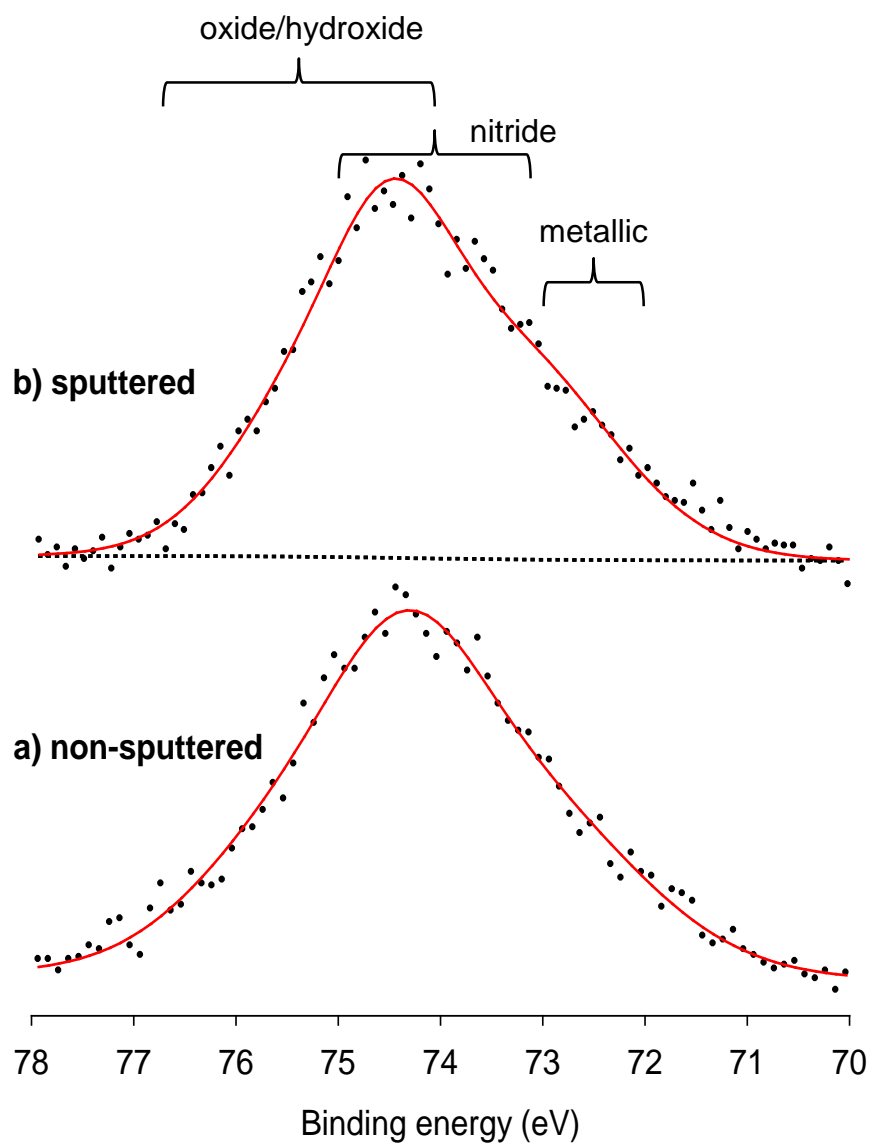 oxide/hydroxide
nitride
metallic
b) sputtered
a) non-sputtered
78 77 76 75 74 73 72 71 70
Binding energy (eV)